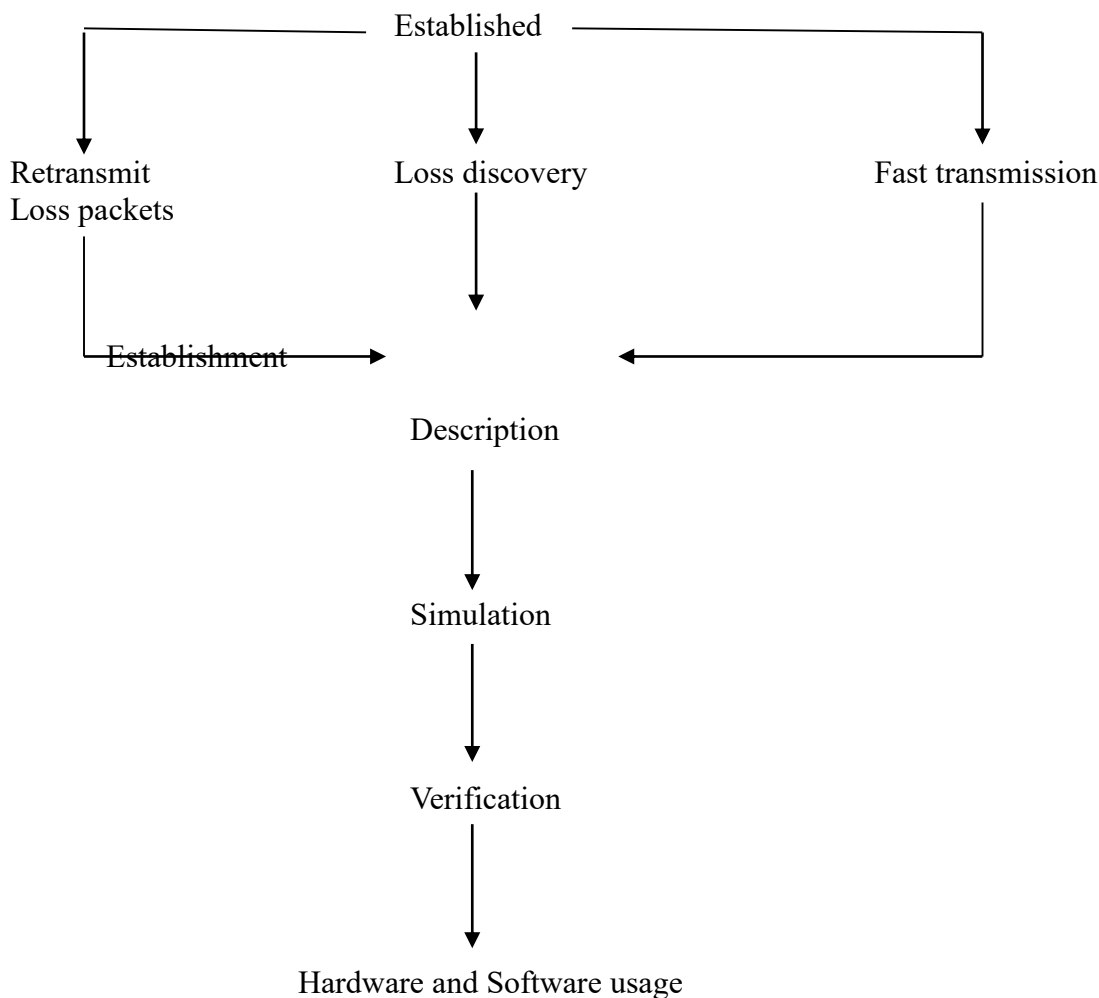 Established
Retransmit
Loss packets
Loss discovery
Fast transmission
Establishment
Description
Simulation
Verification
Hardware and Software usage